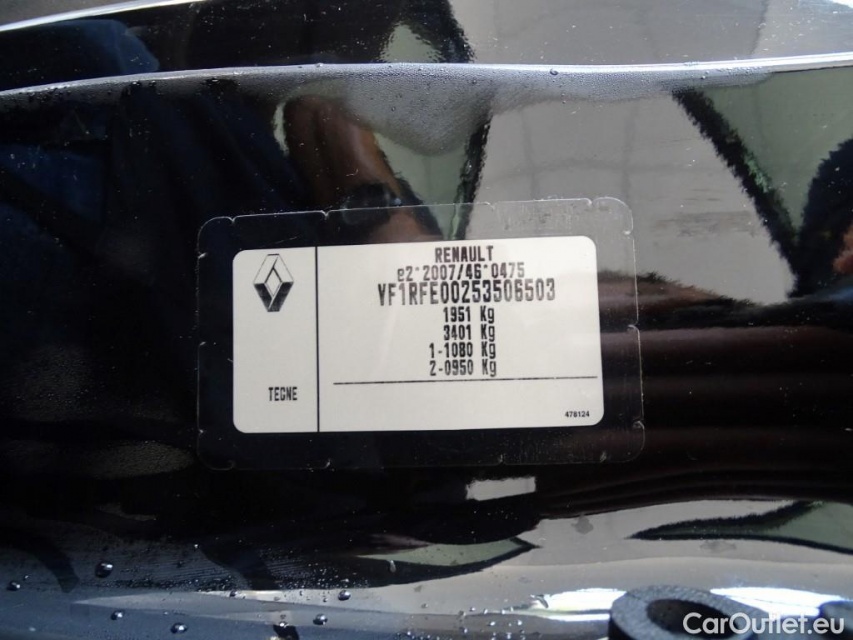 RENAULT
e2*2007/46*0475
VF1RFE00253506503
1951 Kg
3401 Kg
1-1080 Kg
2-0950 Kg
TECNE
478124
CarOutlet.eu